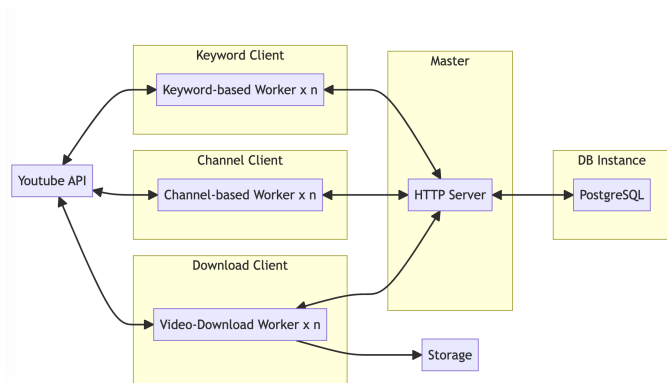 Keyword Client
Keyword-based Worker x n
Master
Channel Client
DB Instance
Youtube API
Channel-based Worker x n
HTTP Server
PostgreSQL
Download Client
Video-Download Worker x n
Storage